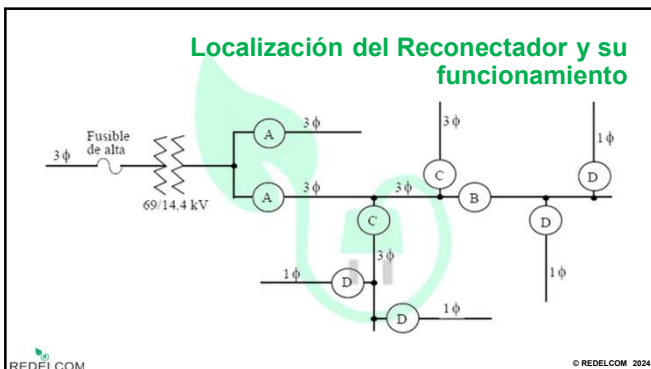 Localización del Reconectador y su
funcionamiento
Fusible
de alta
3 ϕ
69/14,4 kV
A
3 ϕ
A
3 ϕ
3 ϕ
C
3 ϕ
C
B
1 ϕ
D
D
1 ϕ
3 ϕ
1 ϕ
D
D
1 ϕ
REDELCOM
© REDELCOM 2024